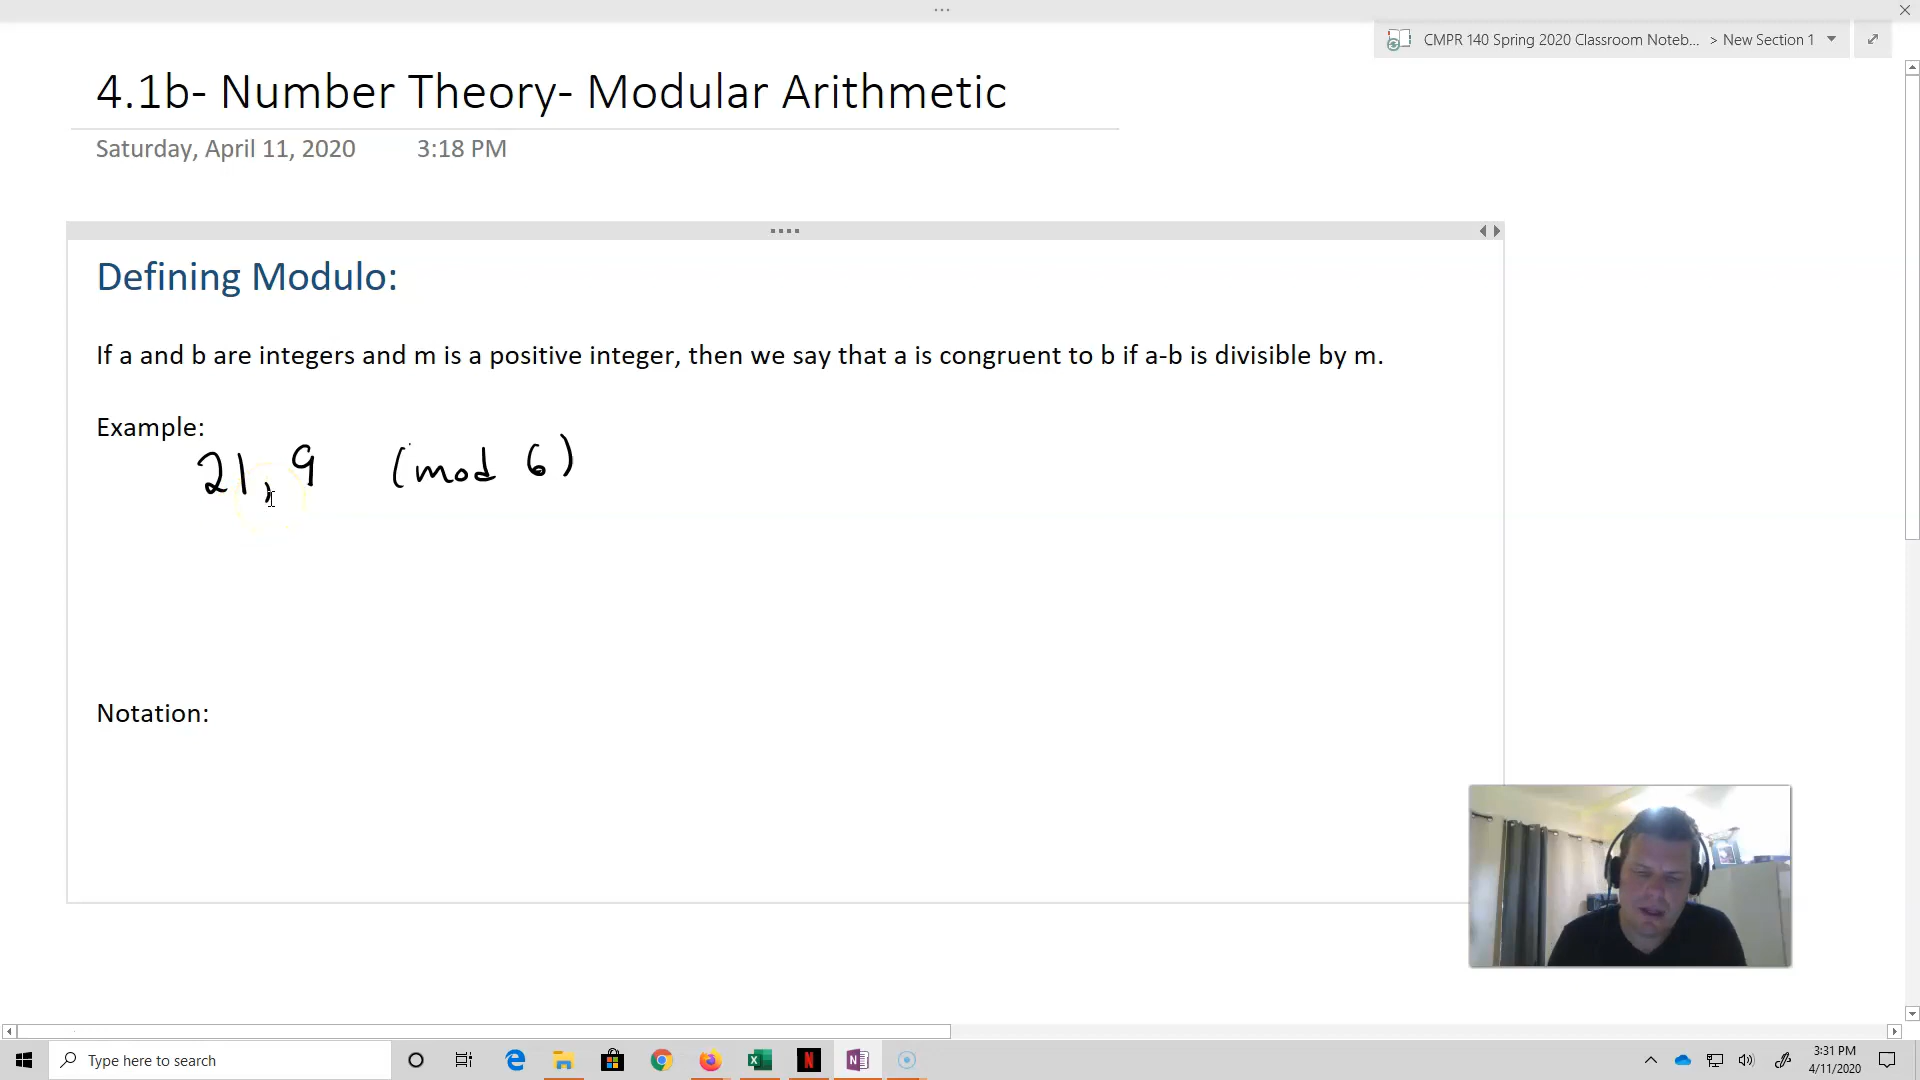 CMPR 140 Spring 2020 Classroom Noteb... > New Section 1
4.1b- Number Theory- Modular Arithmetic
Saturday, April 11, 2020 3:18 PM
Defining Modulo:
If a and b are integers and m is a positive integer, then we say that a is congruent to b if a-b is divisible by m.
Example:
21, 9 (mod 6)
Notation:
Type here to search
3:31 PM
4/11/2020